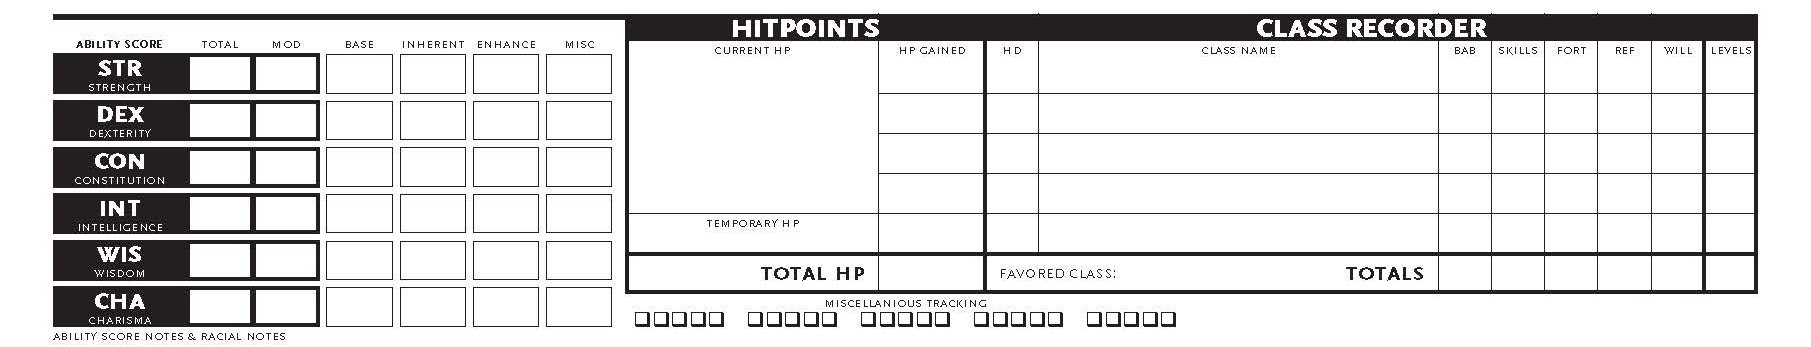 HITPOINTS
CLASS RECORDER
ABILITY SCORE TOTAL MOD BASE INHERENT ENHANCE MISC
CURRENT HP HP GAINED HD CLASS NAME BAB SKILLS FORT REF WILL LEVELS
STR
STRENGTH
DEX
DEXTERITY
CON
CONSTITUTION
INT
INTELLIGENCE
TEMPORARY HP
WIS
WISDOM
TOTAL HP FAVORED CLASS: TOTALS
CHA
CHARISMA
MISCELLANIOUS TRACKING
ABILITY SCORE NOTES & RACIAL NOTES